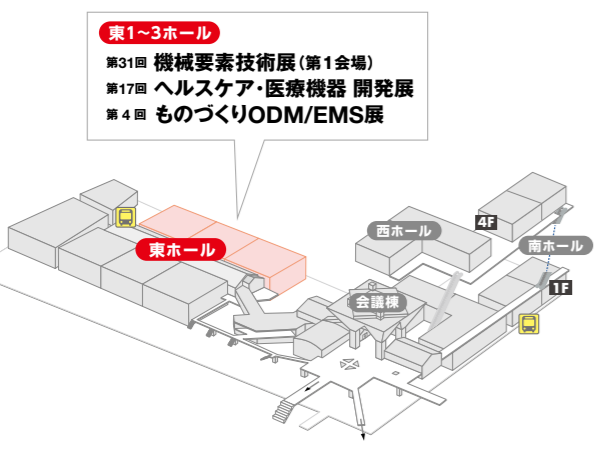 東1~3ホール
第31回 機械要素技術展(第1会場)
第17回 ヘルスケア・医療機器 開発展
第4回 ものづくりODM/EMS展
東ホール
西ホール
4F
南ホール
会議棟
1F